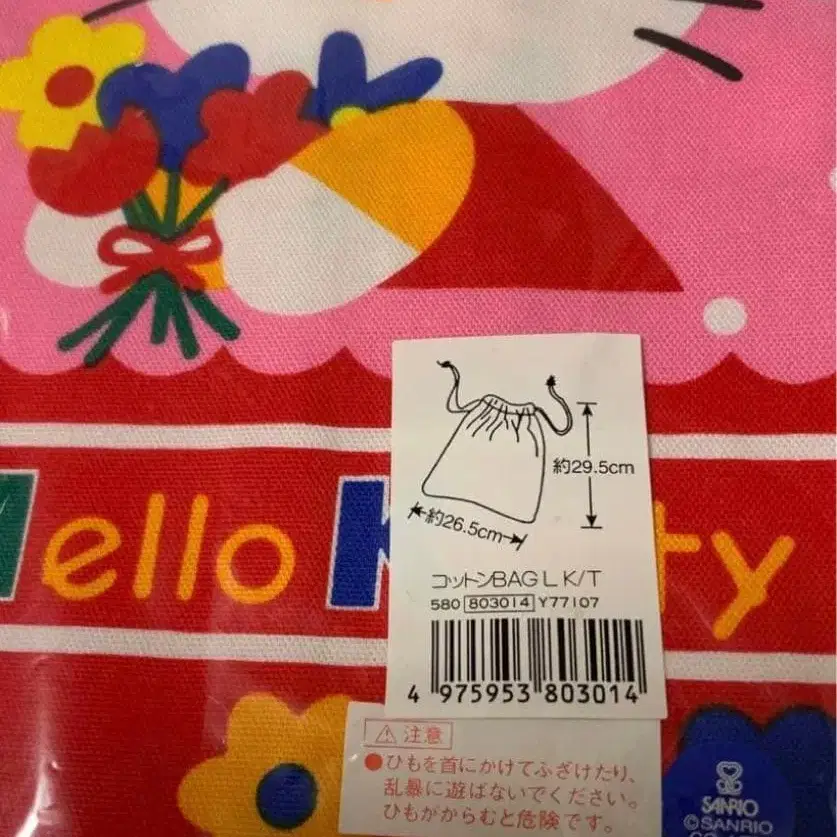 約29.5cm
約26.5cm
コットンBAG L K/T
580 803014 Y77107
Hello Kitty
4 975953 803014
⚠ 注意
●ひもを首にかけてふざけたり、
乱暴に遊ばないでください。
ひもがからむと危険です。
SANRIO
©SANRIO